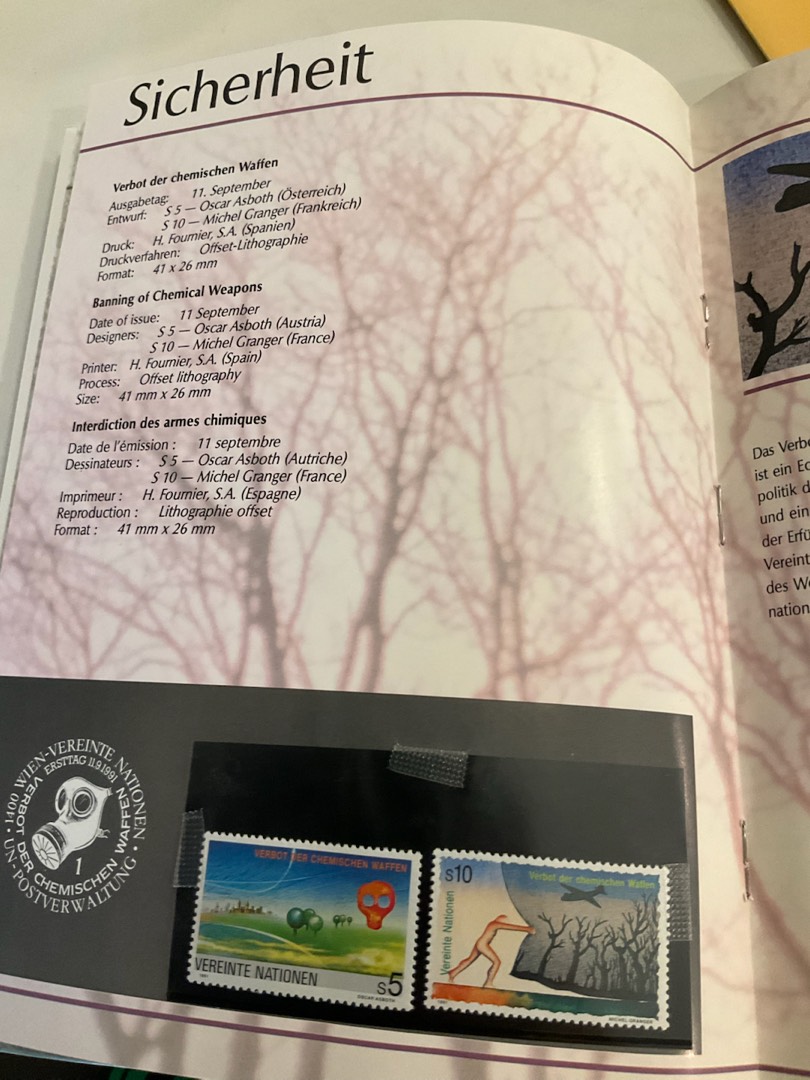 Sicherheit
Verbot der chemischen Waffen
Ausgabetag: 11. September
Entwurf: S 5 — Oscar Asboth (Österreich)
S 10 — Michel Granger (Frankreich)
Druck: H. Fournier, S.A. (Spanien)
Druckverfahren: Offset-Lithographie
Format: 41 x 26 mm
Banning of Chemical Weapons
Date of issue: 11 September
Designers: S 5 — Oscar Asboth (Austria)
S 10 — Michel Granger (France)
Printer: H. Fournier, S.A. (Spain)
Process: Offset lithography
Size: 41 mm x 26 mm
Interdiction des armes chimiques
Date de l'émission : 11 septembre
Dessinateurs : S 5 — Oscar Asboth (Autriche)
S 10 — Michel Granger (France)
Imprimeur : H. Fournier, S.A. (Espagne)
Reproduction : Lithographie offset
Format : 41 mm x 26 mm
1400 WIEN-VEREINTE NATIONEN
ERSTTAG 11.9.1991
VERBOT DER CHEMISCHEN WAFFEN
1
UN-POSTVERWALTUNG
VERBOT DER CHEMISCHEN WAFFEN
VEREINTE NATIONEN
S5
1991
OSCAR ASBOTH
S10
Verbot der chemischen Waffen
Vereinte Nationen
1991
MICHEL GRANGER
Das
ist ein
politik
und ein
der
des